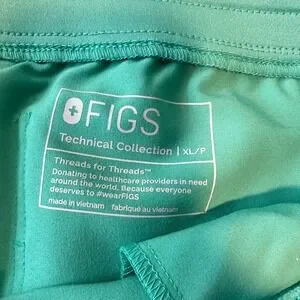 FIGS
Technical Collection | XL/P
Threads for Threads™
Donating to healthcare providers in need
around the world. Because everyone
deserves to #wearFIGS
made in vietnam fabriqué au vietnam